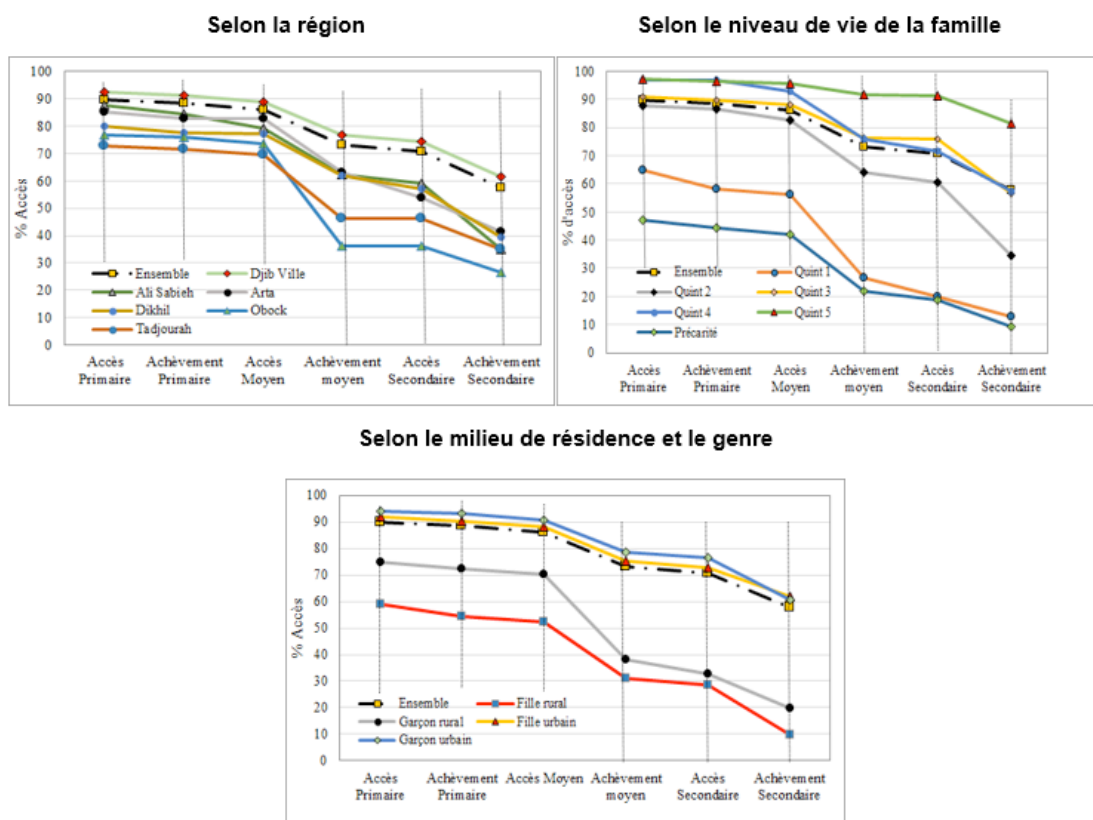 Selon la région
100
90
80
70
60
50
40
30
20
10
0
% Accès
Ensemble
Djib Ville
Ali Sabieh
Arta
Dikhil
Obock
Tadjourah
Accès Primaire
Achèvement Primaire
Accès Moyen
Achèvement moyen
Accès Secondaire
Achèvement Secondaire
Selon le niveau de vie de la famille
100
90
80
70
60
50
40
30
20
10
0
% d'accès
Ensemble
Quint 1
Quint 2
Quint 3
Quint 4
Quint 5
Précarité
Accès Primaire
Achèvement Primaire
Accès Moyen
Achèvement moyen
Accès Secondaire
Achèvement Secondaire
Selon le milieu de résidence et le genre
100
90
80
70
60
50
40
30
20
10
0
% Accès
Ensemble
Fille rural
Garçon rural
Fille urbain
Garçon urbain
Accès Primaire
Achèvement Primaire
Accès Moyen
Achèvement moyen
Accès Secondaire
Achèvement Secondaire